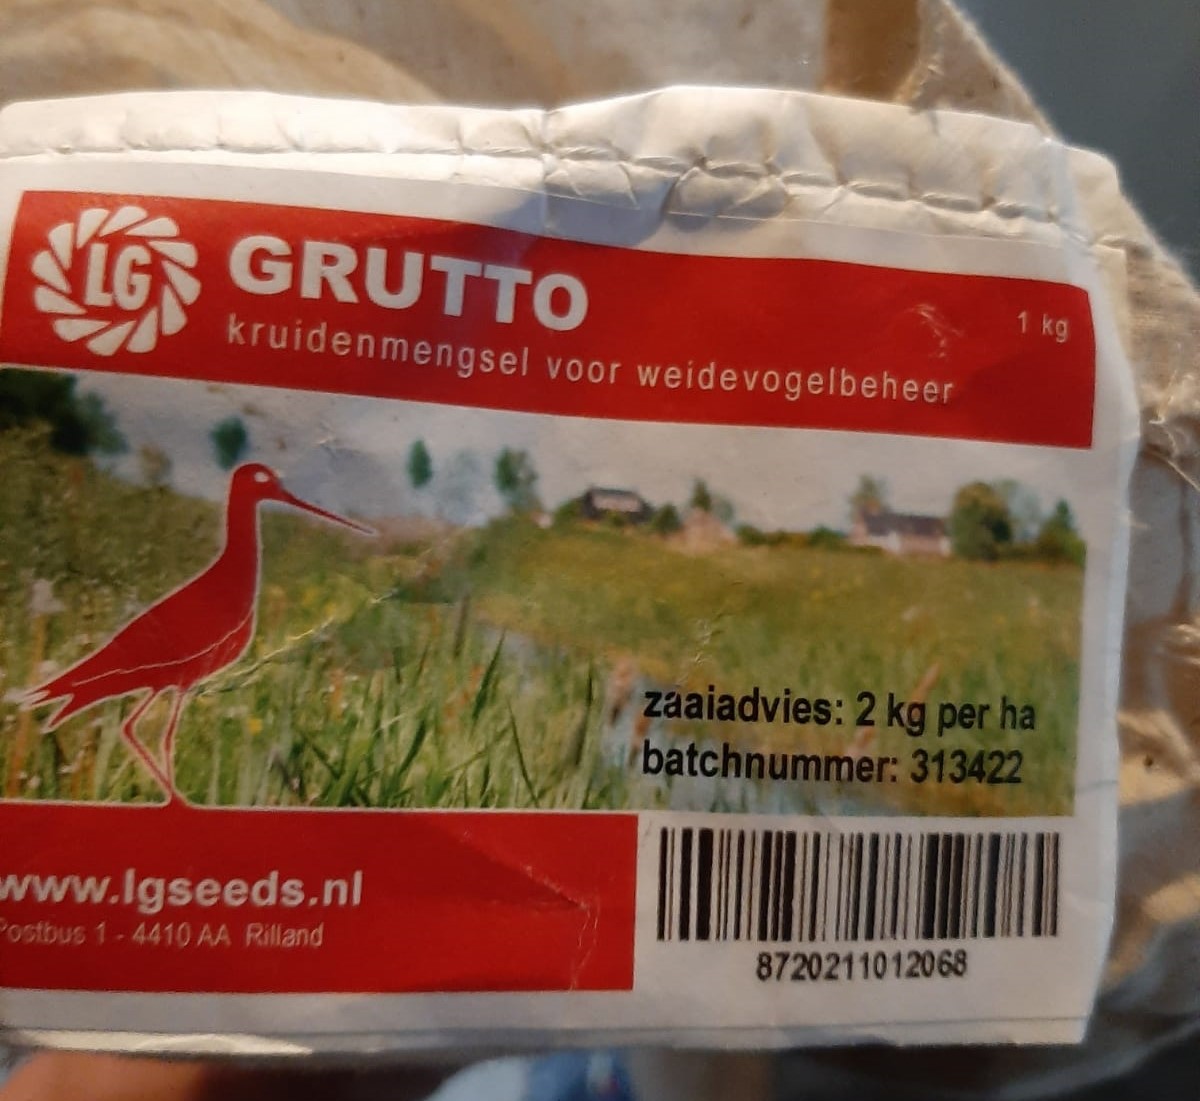 LG
GRUTTO
kruidenmengsel voor weidevogelbeheer
1 kg
zaaiadvies: 2 kg per ha
batchnummer: 313422
www.lgseeds.nl
Postbus 1 - 4410 AA Rilland
8720211012068